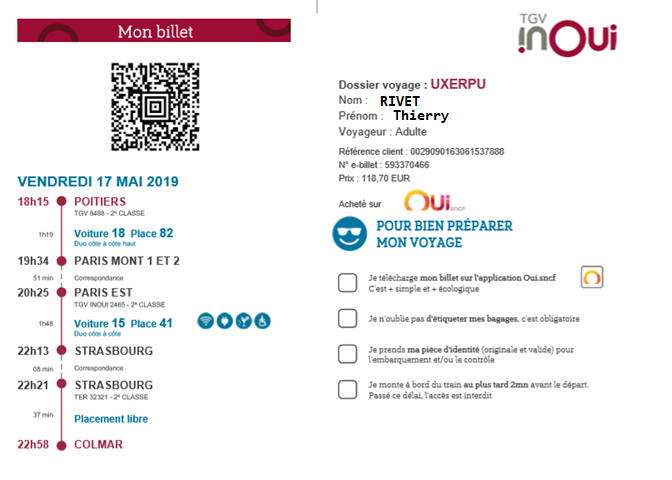 Mon billet
TGV
inOui
Dossier voyage : UXERPU
Nom : RIVET
Prénom : Thierry
Voyageur : Adulte
Référence client : 0029090163061537888
N° e-billet : 593370466
Prix : 118,70 EUR
Acheté sur OUi.sncf
VENDREDI 17 MAI 2019
18h15 POITIERS
TGV 8488 - 2ᵉ CLASSE
1h19 Voiture 18 Place 82
Duo côte à côte haut
19h34 PARIS MONT 1 ET 2
51 min Correspondance
20h25 PARIS EST
TGV INOUI 2465 - 2ᵉ CLASSE
1h48 Voiture 15 Place 41
Duo côte à côte
22h13 STRASBOURG
08 min Correspondance
22h21 STRASBOURG
TER 32321 - 2ᵉ CLASSE
37 min Placement libre
22h58 COLMAR
POUR BIEN PRÉPARER
MON VOYAGE
Je télécharge mon billet sur l'application Oui.sncf
C'est + simple et + écologique
Je n'oublie pas d'étiqueter mes bagages, c'est obligatoire
Je prends ma pièce d'identité (originale et valide) pour
l'embarquement et/ou le contrôle
Je monte à bord du train au plus tard 2mn avant le départ.
Passé ce délai, l'accès est interdit